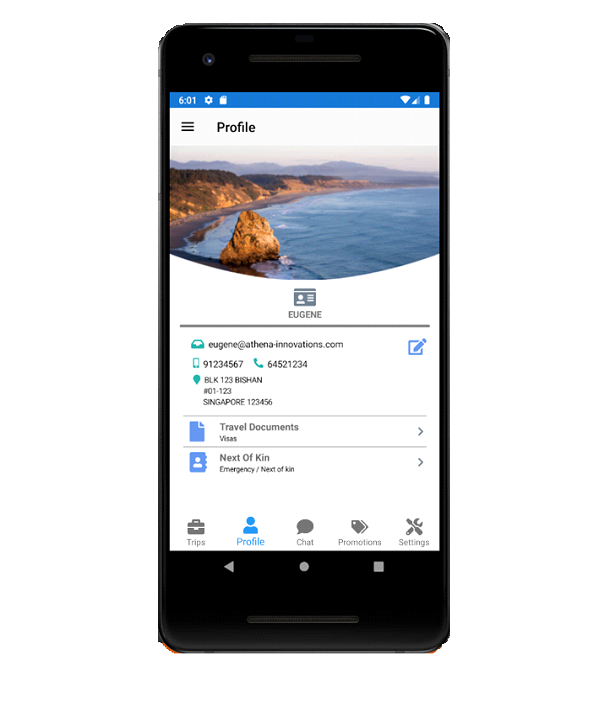 6:01
Profile
EUGENE
eugene@athena-innovations.com
91234567 64521234
BLK 123 BISHAN
#01-123
SINGAPORE 123456
Travel Documents
Visas
Next Of Kin
Emergency / Next of kin
Trips Profile Chat Promotions Settings